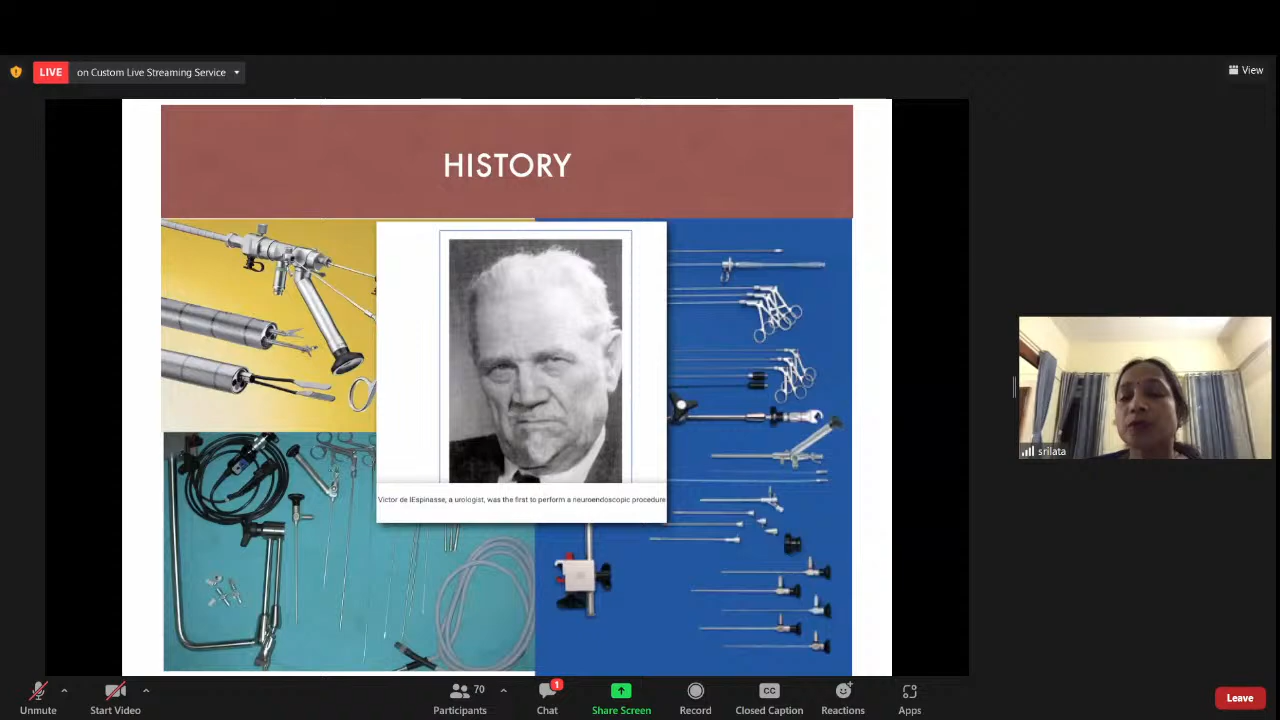 LIVE
on Custom Live Streaming Service
View
HISTORY
Victor de lEspinasse, a urologist, was the first to perform a neuroendoscopic procedure
srilata
Unmute
Start Video
70
Participants
1
Chat
Share Screen
Record
CC
Closed Caption
Reactions
Apps
Leave